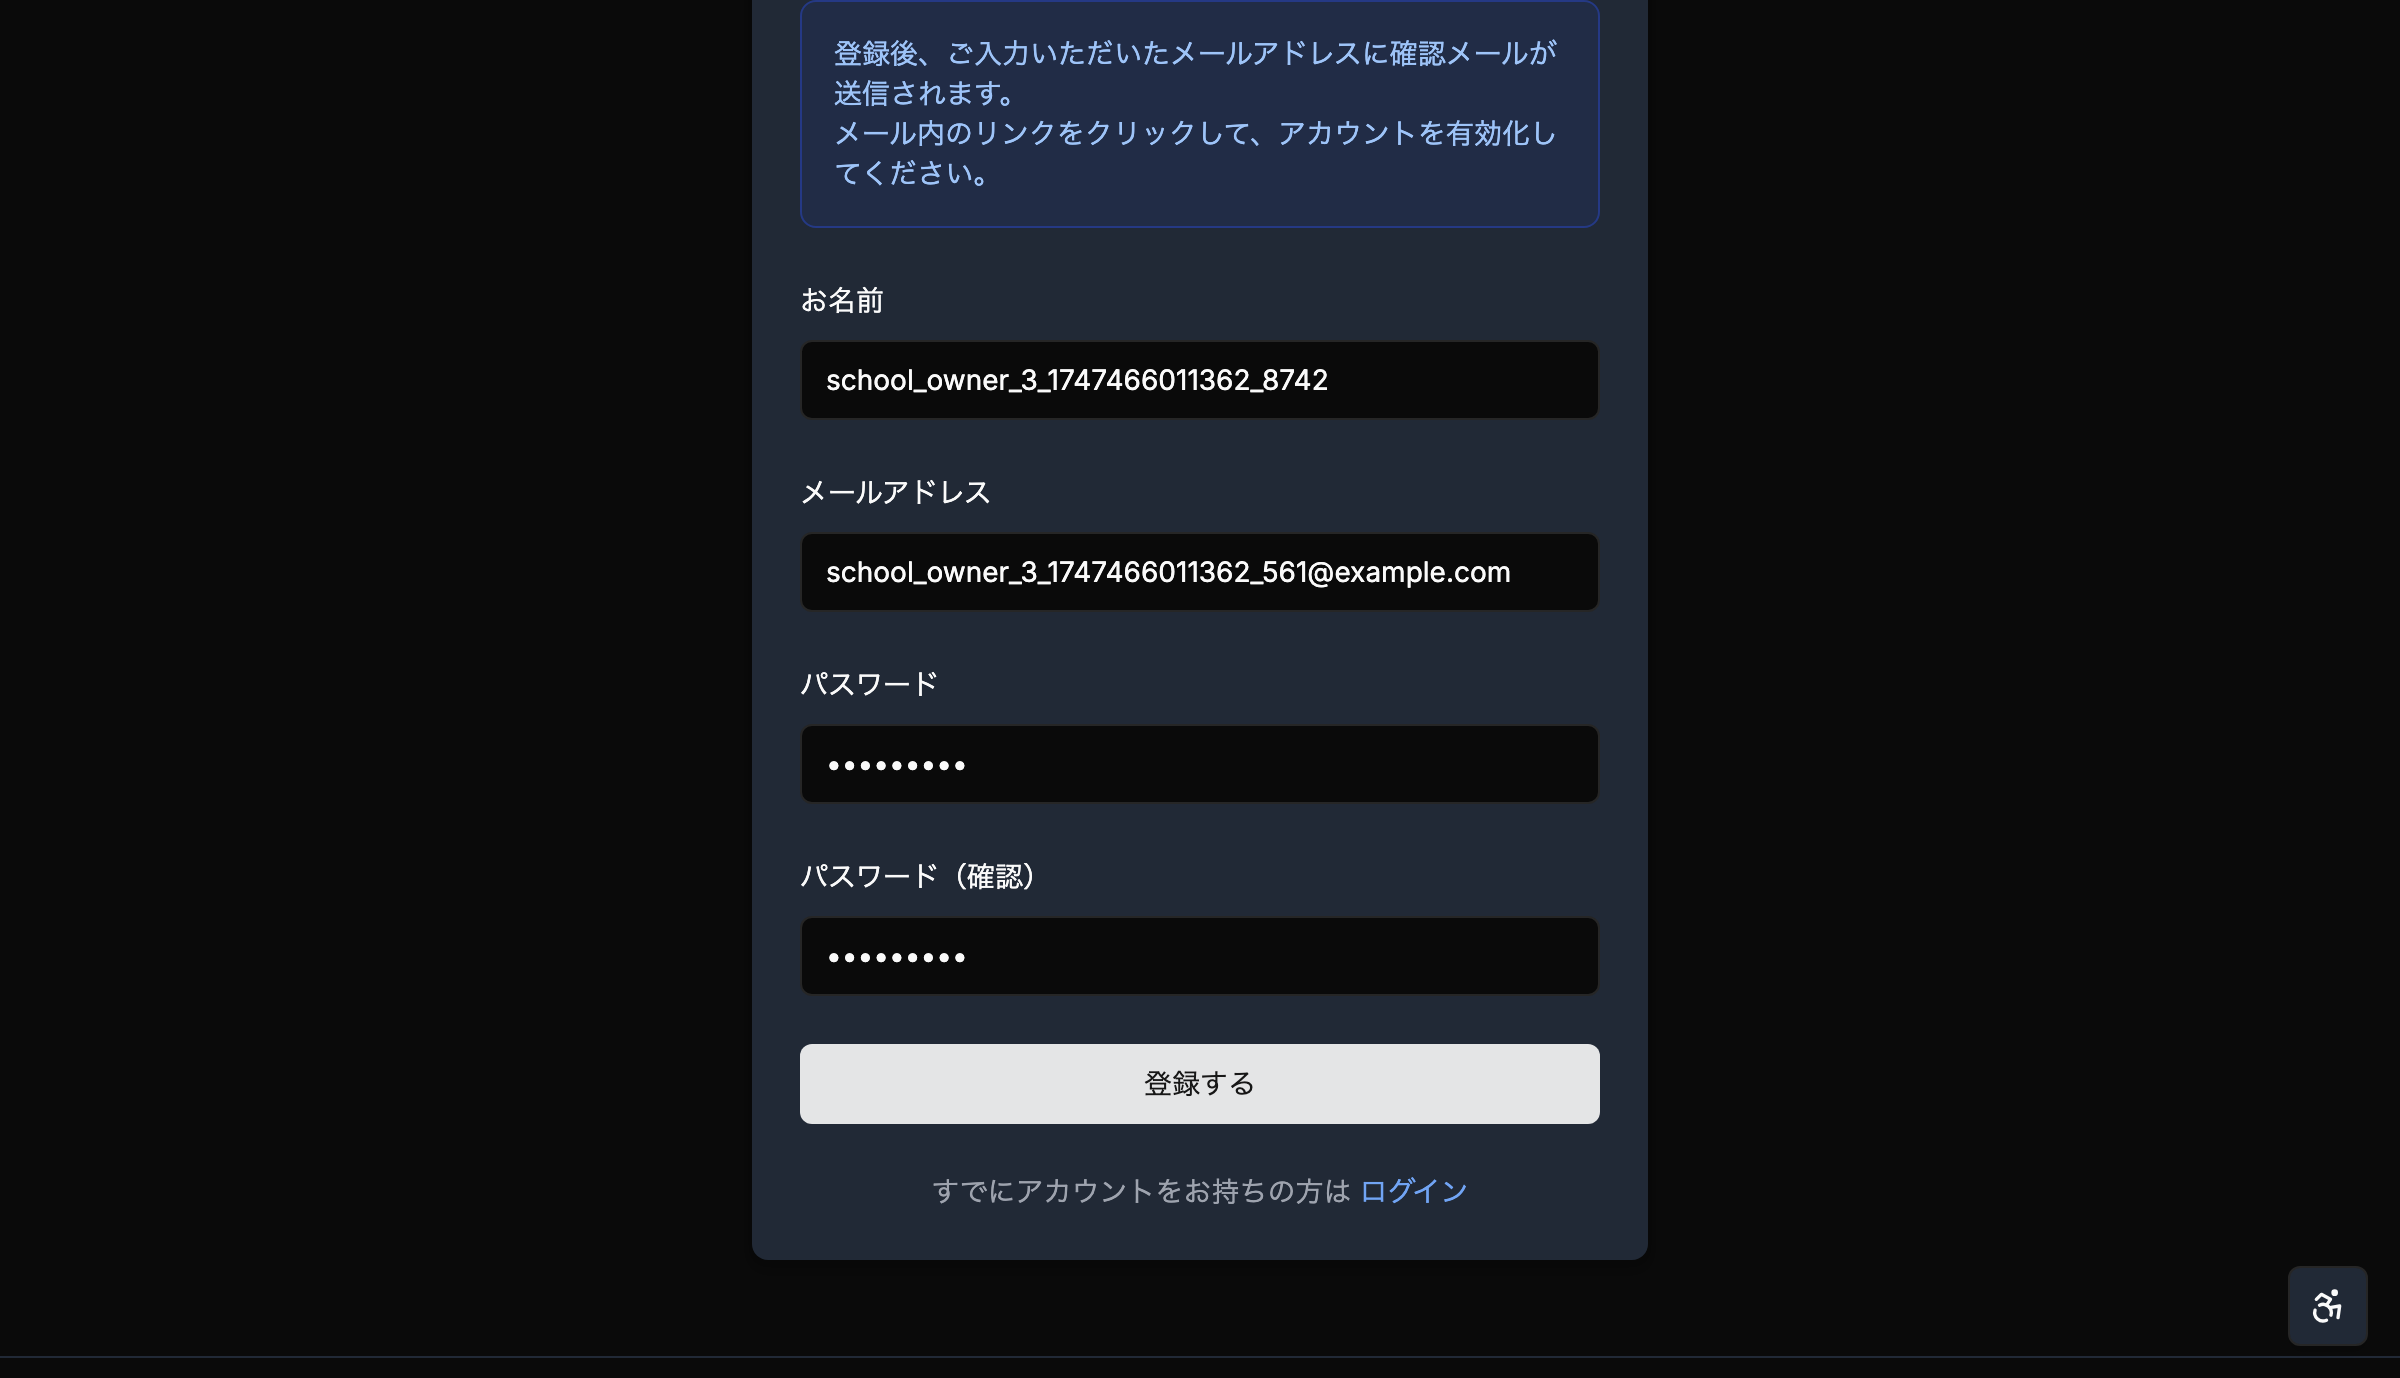 登録後、ご入力いただいたメールアドレスに確認メールが
送信されます。
メール内のリンクをクリックして、アカウントを有効化し
てください。
お名前
school_owner_3_1747466011362_8742
メールアドレス
school_owner_3_1747466011362_561@example.com
パスワード
•••••••••
パスワード（確認）
•••••••••
登録する
すでにアカウントをお持ちの方は ログイン